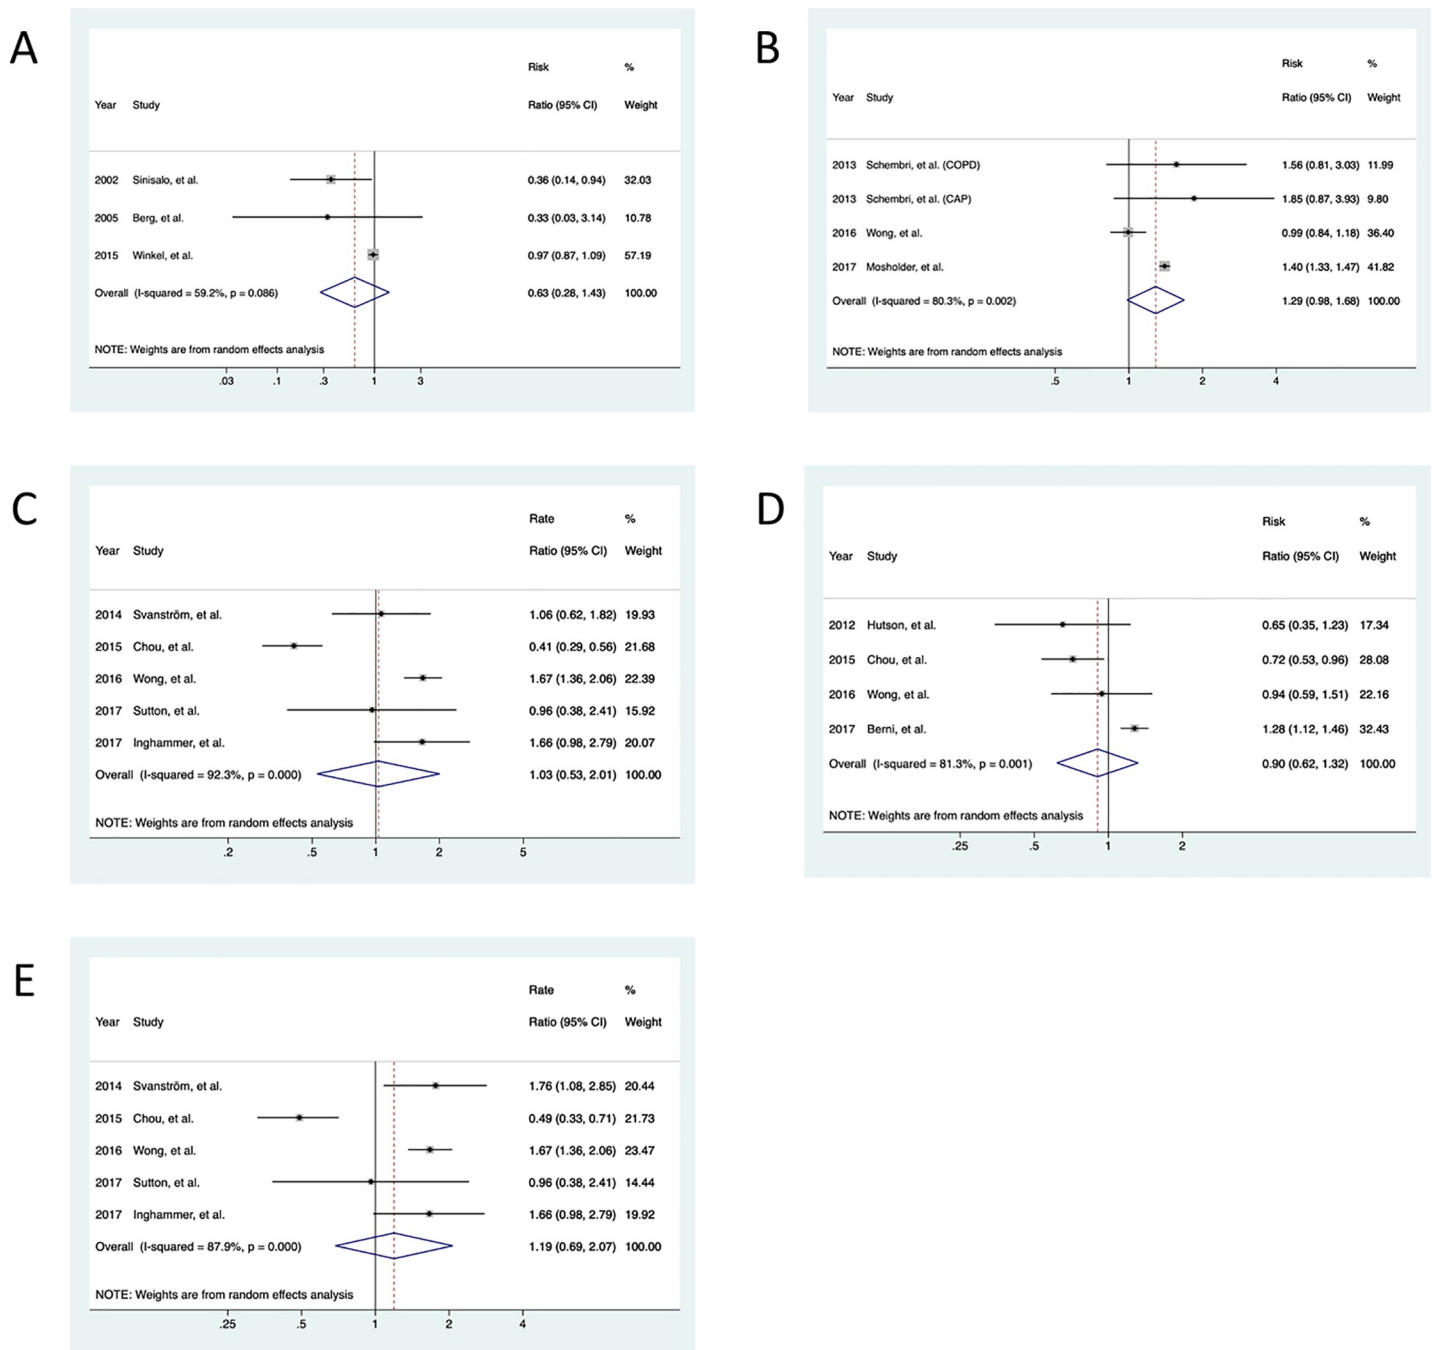 A
Risk %
Year Study Ratio (95% CI) Weight
2002 Sinisalo, et al. 0.36 (0.14, 0.94) 32.03
2005 Berg, et al. 0.33 (0.03, 3.14) 10.78
2015 Winkel, et al. 0.97 (0.87, 1.09) 57.19
Overall (I-squared = 59.2%, p = 0.086) 0.63 (0.28, 1.43) 100.00
NOTE: Weights are from random effects analysis
.03 .1 .3 1 3
B
Risk %
Year Study Ratio (95% CI) Weight
2013 Schembri, et al. (COPD) 1.56 (0.81, 3.03) 11.99
2013 Schembri, et al. (CAP) 1.85 (0.87, 3.93) 9.80
2016 Wong, et al. 0.99 (0.84, 1.18) 36.40
2017 Mosholder, et al. 1.40 (1.33, 1.47) 41.82
Overall (I-squared = 80.3%, p = 0.002) 1.29 (0.98, 1.68) 100.00
NOTE: Weights are from random effects analysis
.5 1 2 4
C
Rate %
Year Study Ratio (95% CI) Weight
2014 Svanström, et al. 1.06 (0.62, 1.82) 19.93
2015 Chou, et al. 0.41 (0.29, 0.56) 21.68
2016 Wong, et al. 1.67 (1.36, 2.06) 22.39
2017 Sutton, et al. 0.96 (0.38, 2.41) 15.92
2017 Inghammer, et al. 1.66 (0.98, 2.79) 20.07
Overall (I-squared = 92.3%, p = 0.000) 1.03 (0.53, 2.01) 100.00
NOTE: Weights are from random effects analysis
.2 .5 1 2 5
D
Risk %
Year Study Ratio (95% CI) Weight
2012 Hutson, et al. 0.65 (0.35, 1.23) 17.34
2015 Chou, et al. 0.72 (0.53, 0.96) 28.08
2016 Wong, et al. 0.94 (0.59, 1.51) 22.16
2017 Berni, et al. 1.28 (1.12, 1.46) 32.43
Overall (I-squared = 81.3%, p = 0.001) 0.90 (0.62, 1.32) 100.00
NOTE: Weights are from random effects analysis
.25 .5 1 2
E
Rate %
Year Study Ratio (95% CI) Weight
2014 Svanström, et al. 1.76 (1.08, 2.85) 20.44
2015 Chou, et al. 0.49 (0.33, 0.71) 21.73
2016 Wong, et al. 1.67 (1.36, 2.06) 23.47
2017 Sutton, et al. 0.96 (0.38, 2.41) 14.44
2017 Inghammer, et al. 1.66 (0.98, 2.79) 19.92
Overall (I-squared = 87.9%, p = 0.000) 1.19 (0.69, 2.07) 100.00
NOTE: Weights are from random effects analysis
.25 .5 1 2 4